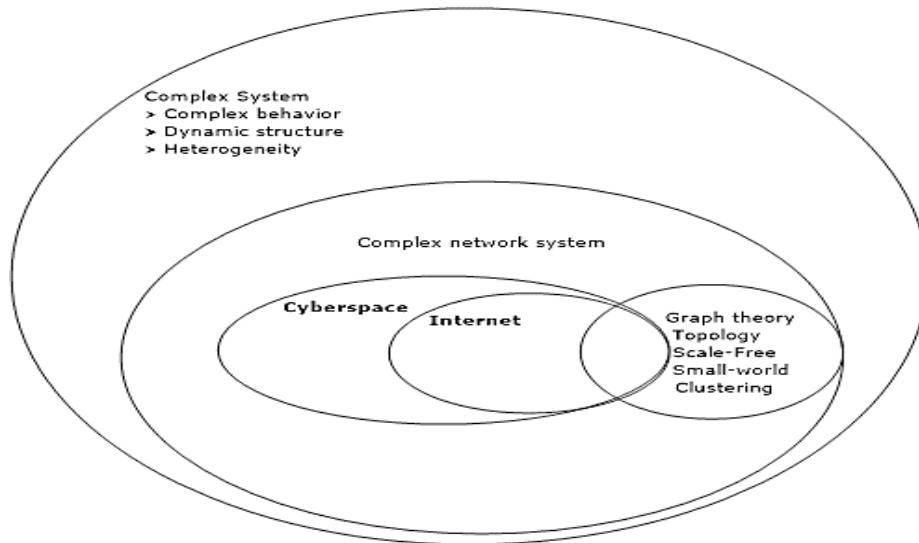 Complex System
➤ Complex behavior
➤ Dynamic structure
➤ Heterogeneity
Complex network system
Cyberspace
Internet
Graph theory
Topology
Scale-Free
Small-world
Clustering